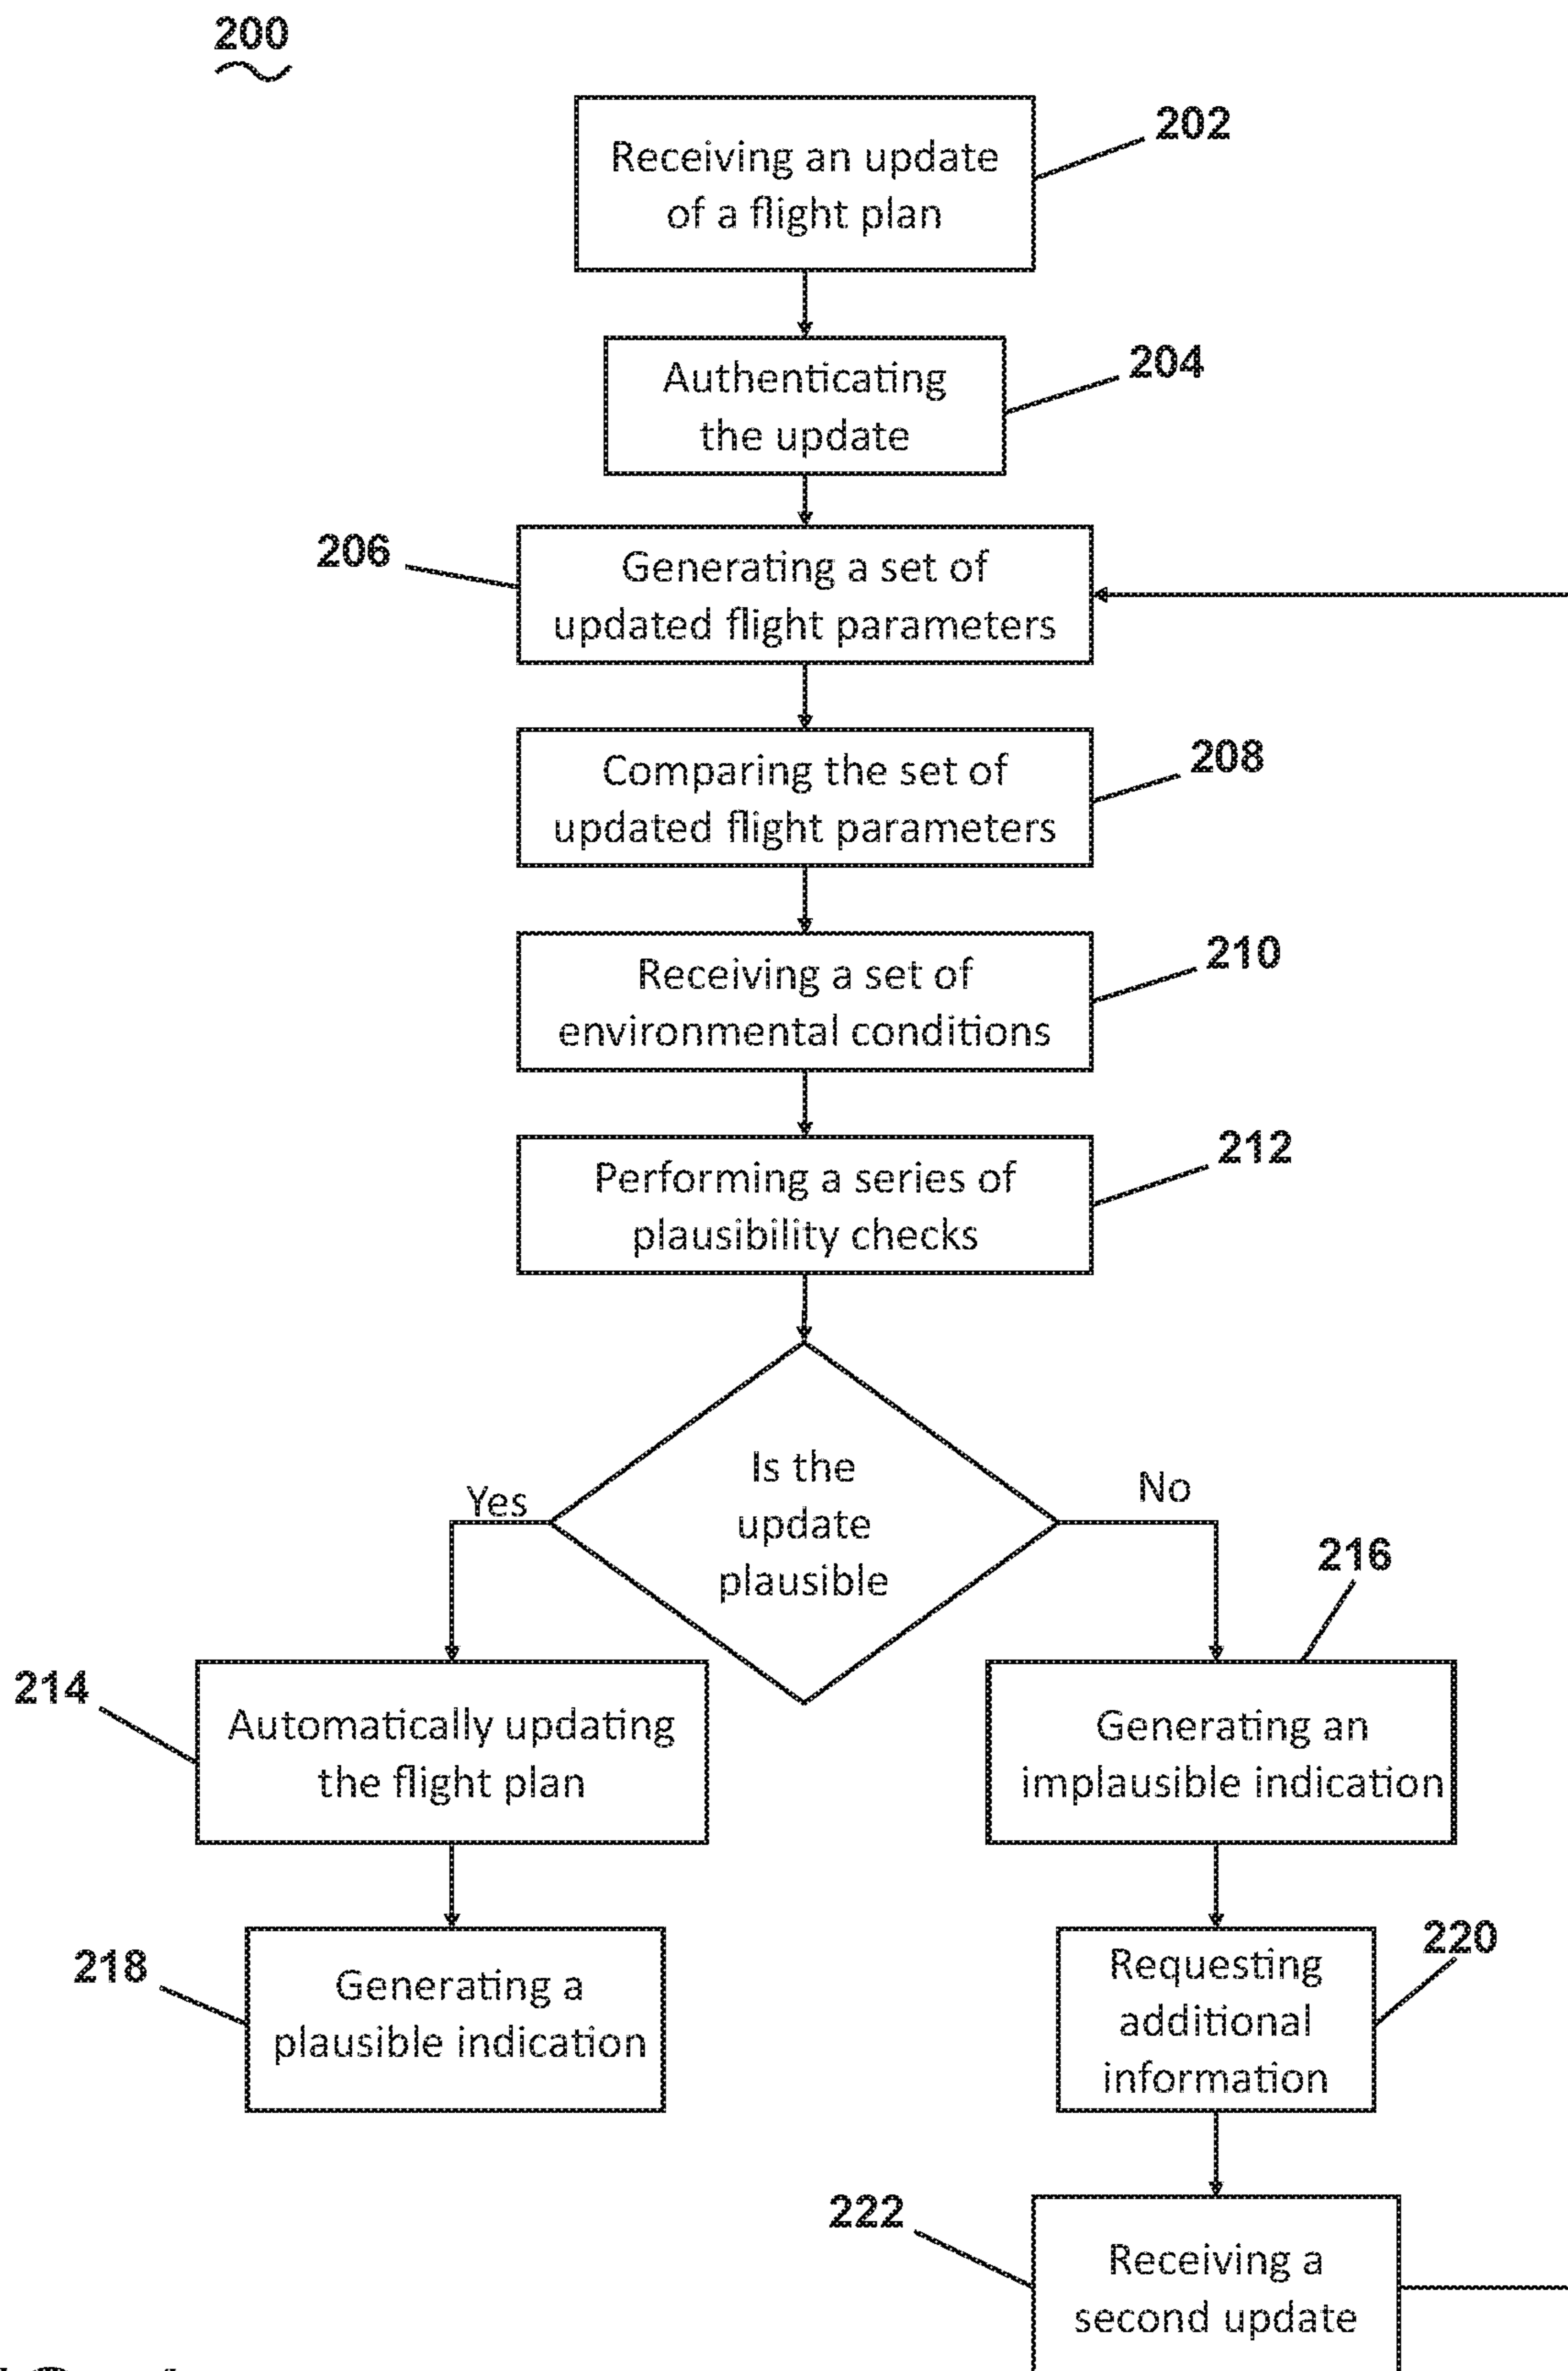 200
Receiving an update
of a flight plan
202
Authenticating
the update
204
206
Generating a set of
updated flight parameters
Comparing the set of
updated flight parameters
208
Receiving a set of
environmental conditions
210
Performing a series of
plausibility checks
212
Is the
update
plausible
Yes
No
214
Automatically updating
the flight plan
216
Generating an
implausible indication
218
Generating a
plausible indication
220
Requesting
additional
information
222
Receiving a
second update